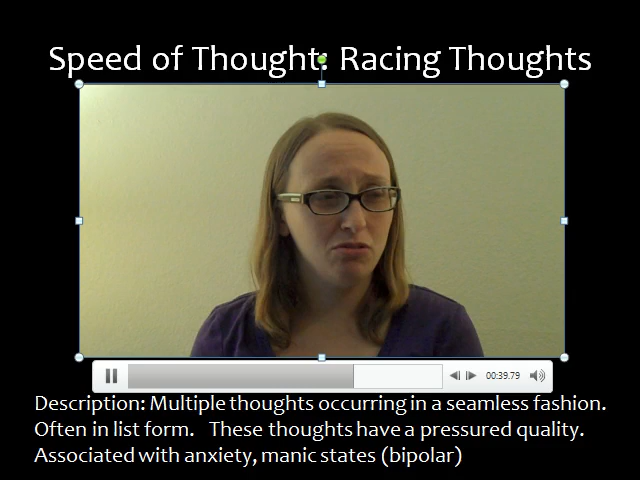 Speed of Thought: Racing Thoughts
00:39.79
Description: Multiple thoughts occurring in a seamless fashion.
Often in list form. These thoughts have a pressured quality.
Associated with anxiety, manic states (bipolar)